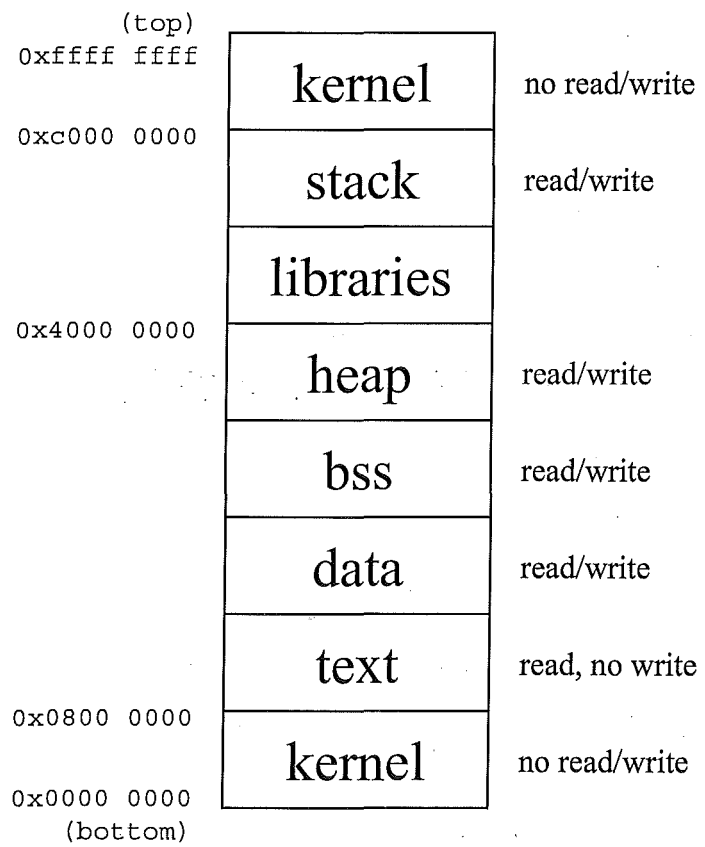 (top)
0xffff ffff
kernel no read/write
0xc000 0000
stack read/write
libraries
0x4000 0000
heap read/write
bss read/write
data read/write
text read, no write
0x0800 0000
kernel no read/write
0x0000 0000
(bottom)